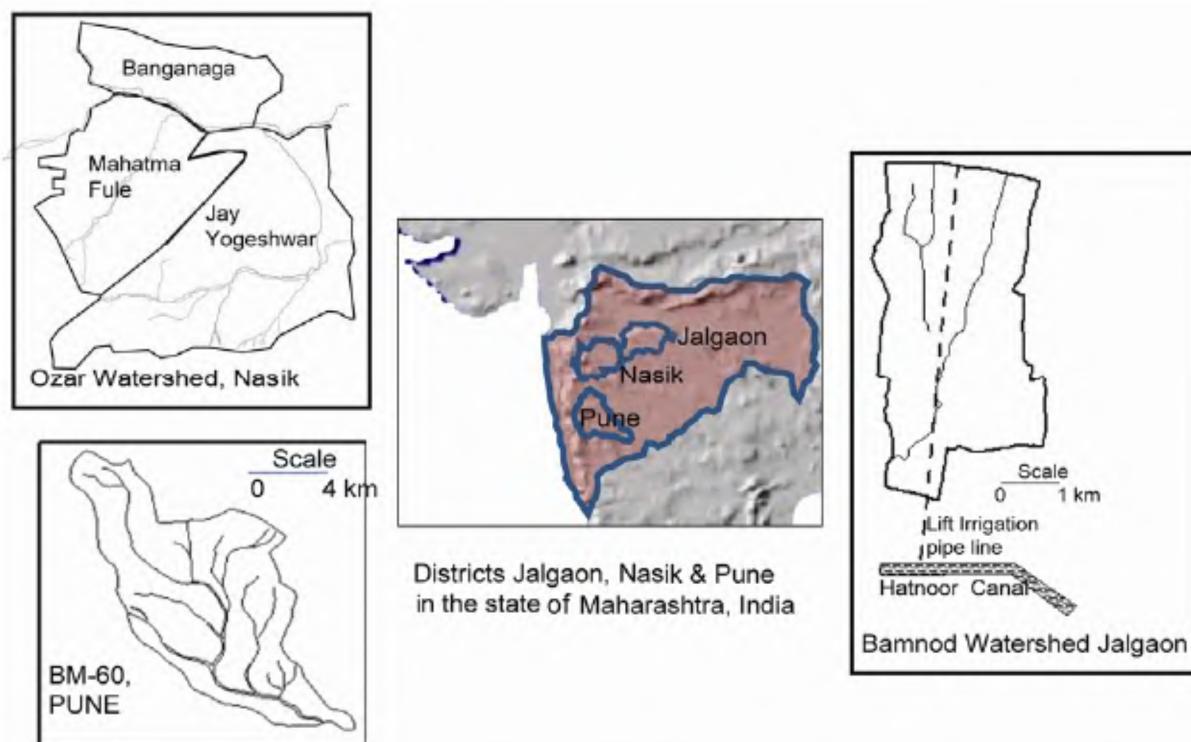 Banganaga
Mahatma
Fule
Jay
Yogeshwar
Ozar Watershed, Nasik
Scale
0 4 km
BM-60,
PUNE
Jalgaon
Nasik
Pune
Districts Jalgaon, Nasik & Pune
in the state of Maharashtra, India
Scale
0 1 km
Lift Irrigation
pipe line
Hatnoor Canal
Bamnod Watershed Jalgaon